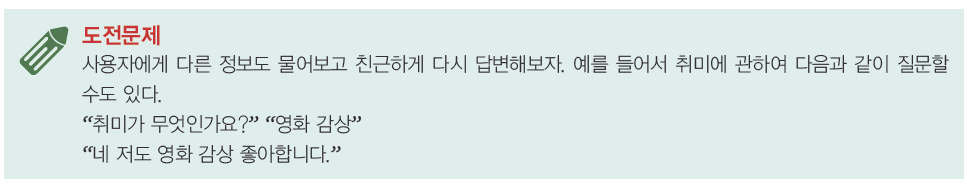 도전문제
사용자에게 다른 정보도 물어보고 친근하게 다시 답변해보자. 예를 들어서 취미에 관하여 다음과 같이 질문할
수도 있다.
“취미가 무엇인가요?” “영화 감상”
“네 저도 영화 감상 좋아합니다.”